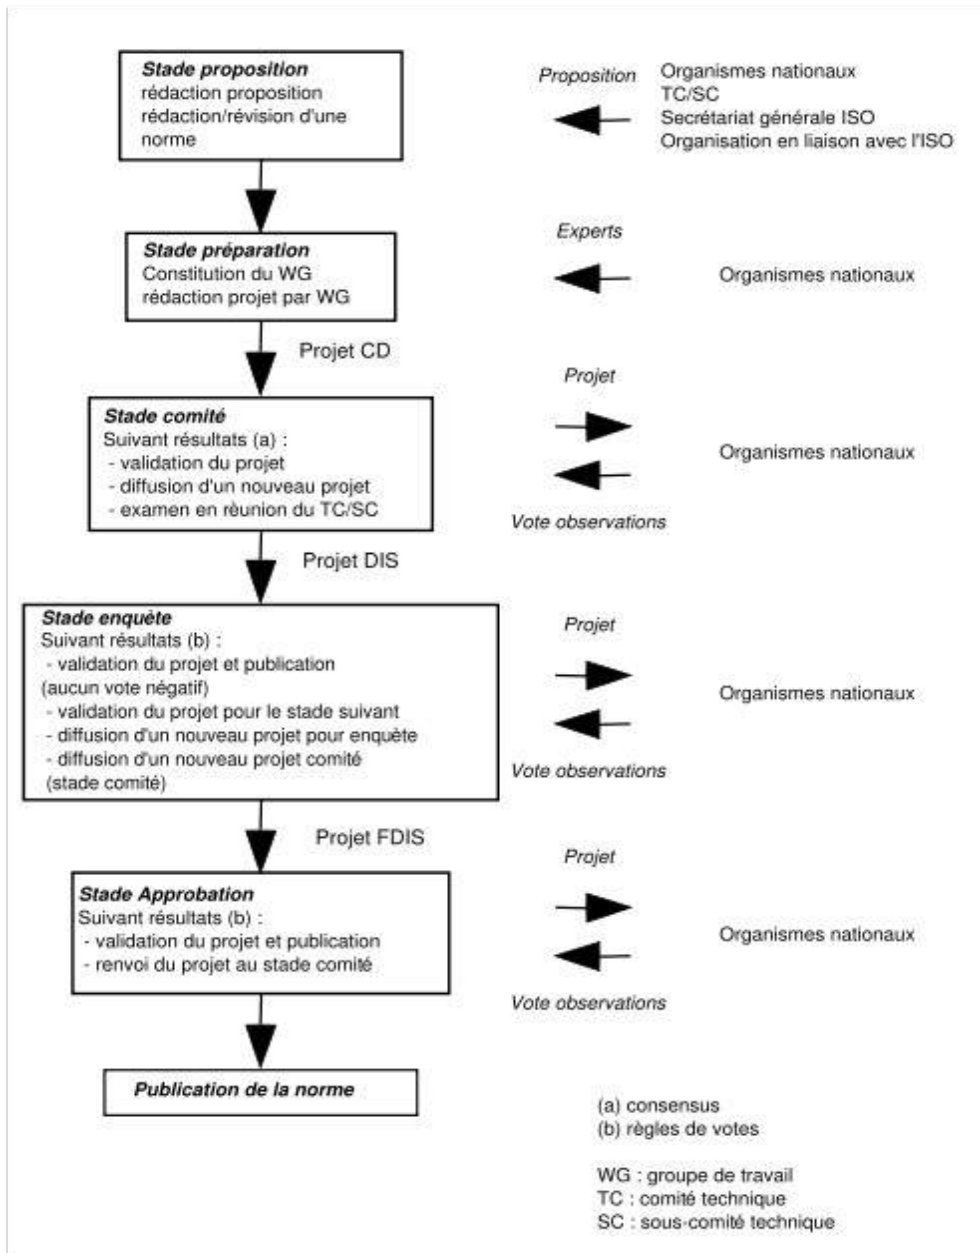 Stade proposition
rédaction proposition
rédaction/révision d'une
norme
Proposition
Organismes nationaux
TC/SC
Secrétariat générale ISO
Organisation en liaison avec l'ISO
Stade préparation
Constitution du WG
rédaction projet par WG
Experts
Organismes nationaux
Projet CD
Stade comité
Suivant résultats (a) :
- validation du projet
- diffusion d'un nouveau projet
- examen en rèunion du TC/SC
Projet
Organismes nationaux
Vote observations
Projet DIS
Stade enquète
Suivant résultats (b) :
- validation du projet et publication
(aucun vote négatif)
- validation du projet pour le stade suivant
- diffusion d'un nouveau projet pour enquète
- diffusion d'un nouveau projet comité
(stade comité)
Projet
Organismes nationaux
Vote observations
Projet FDIS
Stade Approbation
Suivant résultats (b) :
- validation du projet et publication
- renvoi du projet au stade comité
Projet
Organismes nationaux
Vote observations
Publication de la norme
(a) consensus
(b) règles de votes
WG : groupe de travail
TC : comité technique
SC : sous-comité technique